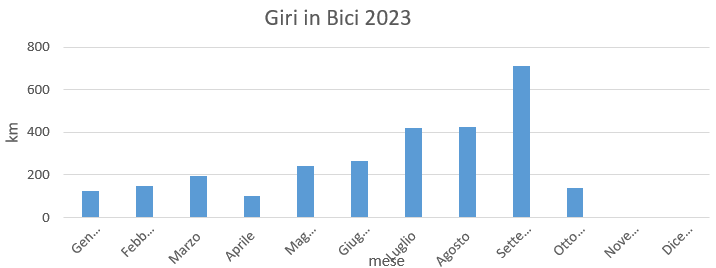 Giri in Bici 2023
800
600
400
200
0
km
Gen...
Febb...
Marzo
Aprile
Mag...
Giug...
Luglio
Agosto
Sette...
Otto...
Nove...
Dice...
mese